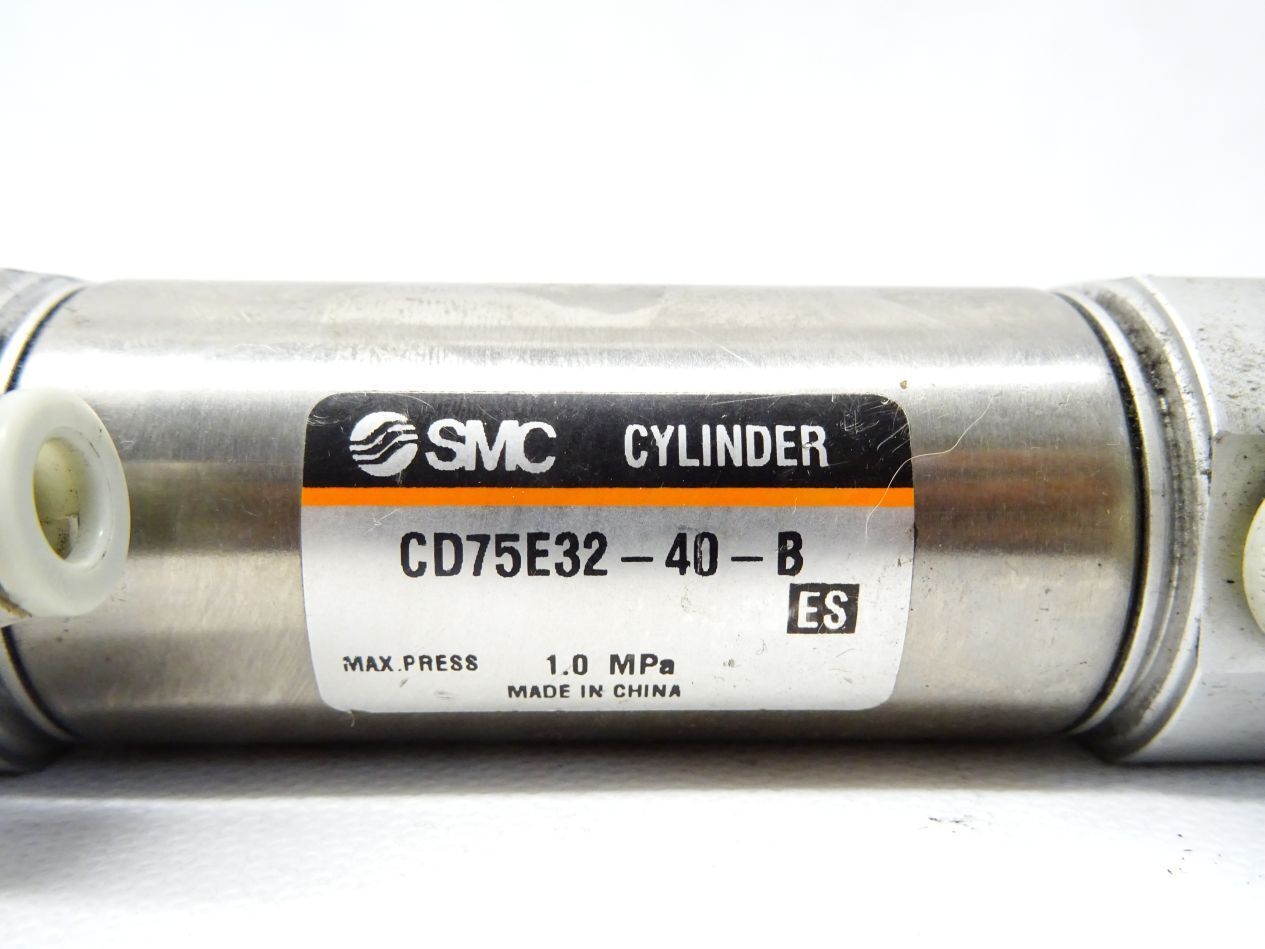 SMC CYLINDER
CD75E32-40-B
ES
MAX.PRESS 1.0 MPa
MADE IN CHINA